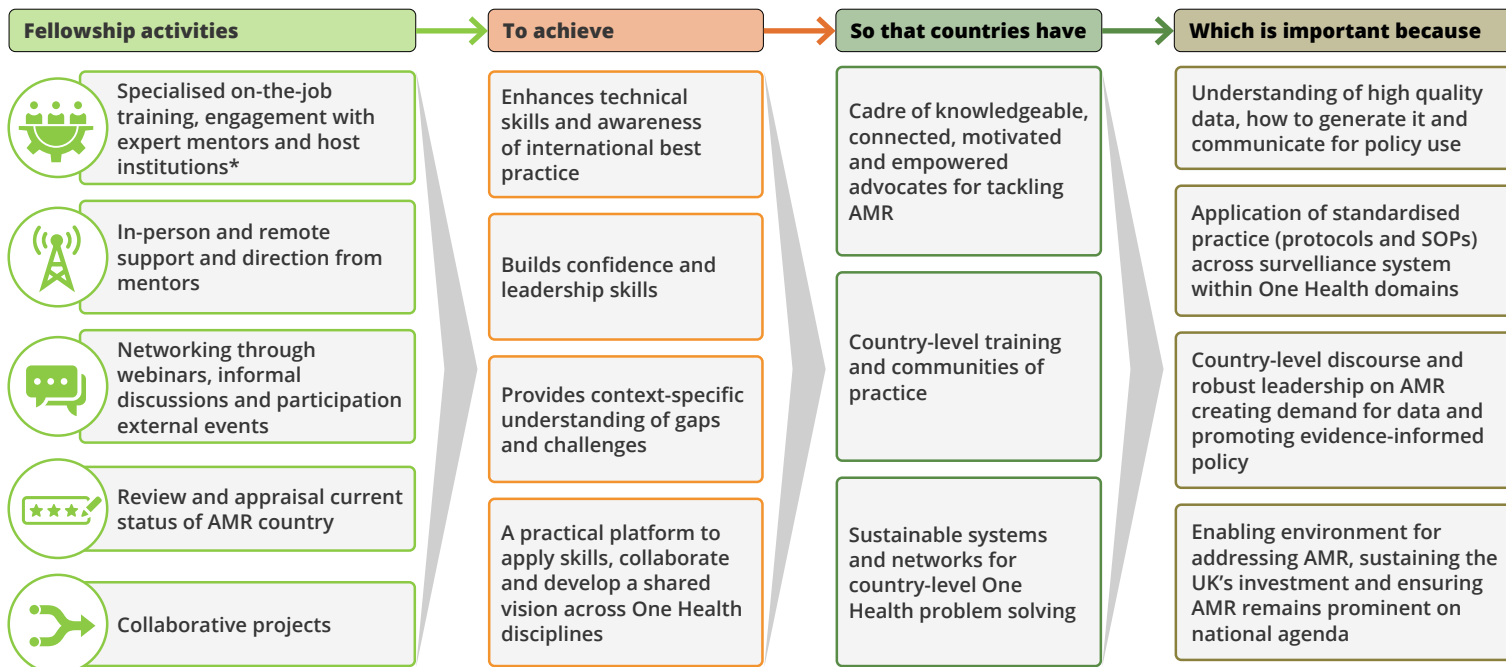 Fellowship activities
To achieve
So that countries have
Which is important because
Specialised on-the-job
training, engagement with
expert mentors and host
institutions*
In-person and remote
support and direction from
mentors
Networking through
webinars, informal
discussions and participation
external events
Review and appraisal current
status of AMR country
Collaborative projects
Enhances technical
skills and awareness
of international best
practice
Builds confidence and
leadership skills
Provides context-specific
understanding of gaps
and challenges
A practical platform to
apply skills, collaborate
and develop a shared
vision across One Health
disciplines
Cadre of knowledgeable,
connected, motivated
and empowered
advocates for tackling
AMR
Country-level training
and communities of
practice
Sustainable systems
and networks for
country-level One
Health problem solving
Understanding of high quality
data, how to generate it and
communicate for policy use
Application of standardised
practice (protocols and SOPs)
across survelliance system
within One Health domains
Country-level discourse and
robust leadership on AMR
creating demand for data and
promoting evidence-informed
policy
Enabling environment for
addressing AMR, sustaining the
UK's investment and ensuring
AMR remains prominent on
national agenda